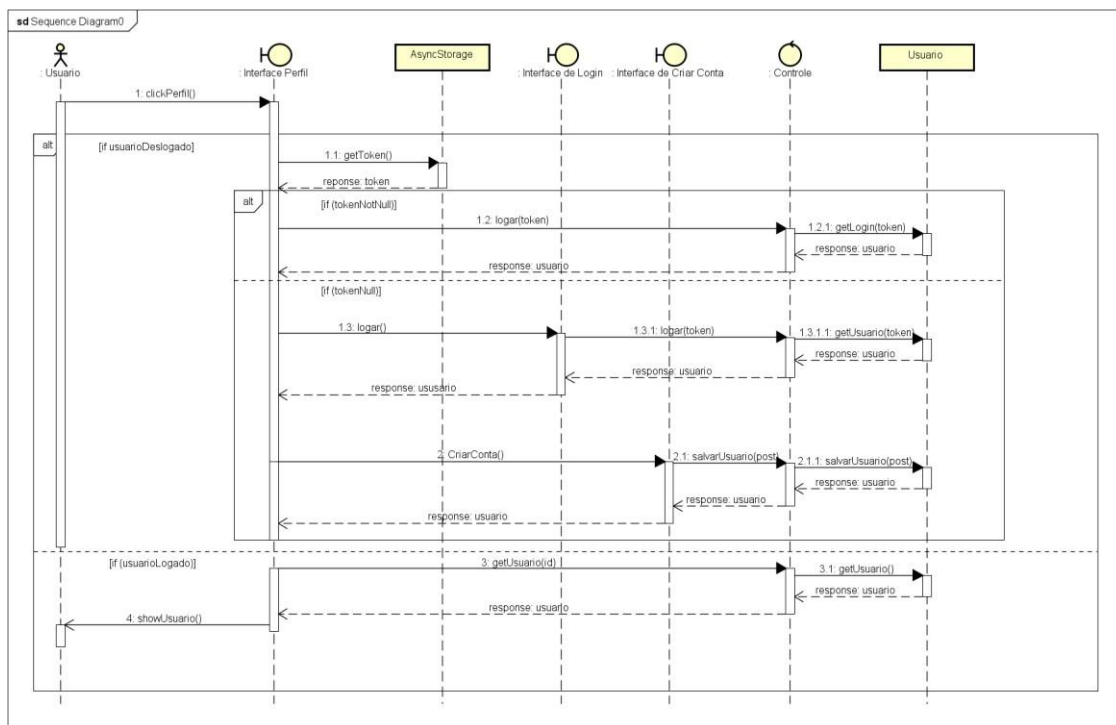 sd Sequence Diagram0
: Usuario
: Interface Perfil
AsyncStorage
: Interface de Login
: Interface de Criar Conta
: Controle
Usuario
1: clickPerfil()
alt
[if usuarioDeslogado]
1.1: getToken()
reponse: token
alt
[if (tokenNotNull)]
1.2: logar(token)
1.2.1: getLogin(token)
response: usuario
response: usuario
[if (tokenNull)]
1.3: logar()
1.3.1: logar(token)
1.3.1.1: getUsuario(token)
response: usuario
response: usuario
response: ususario
2: CriarConta()
2.1: salvarUsuario(post)
2.1.1: salvarUsuario(post)
response: usuario
response: usuario
response: usuario
[if (usuarioLogado)]
3: getUsuario(id)
3.1: getUsuario()
response: usuario
response: usuario
4: showUsuario()